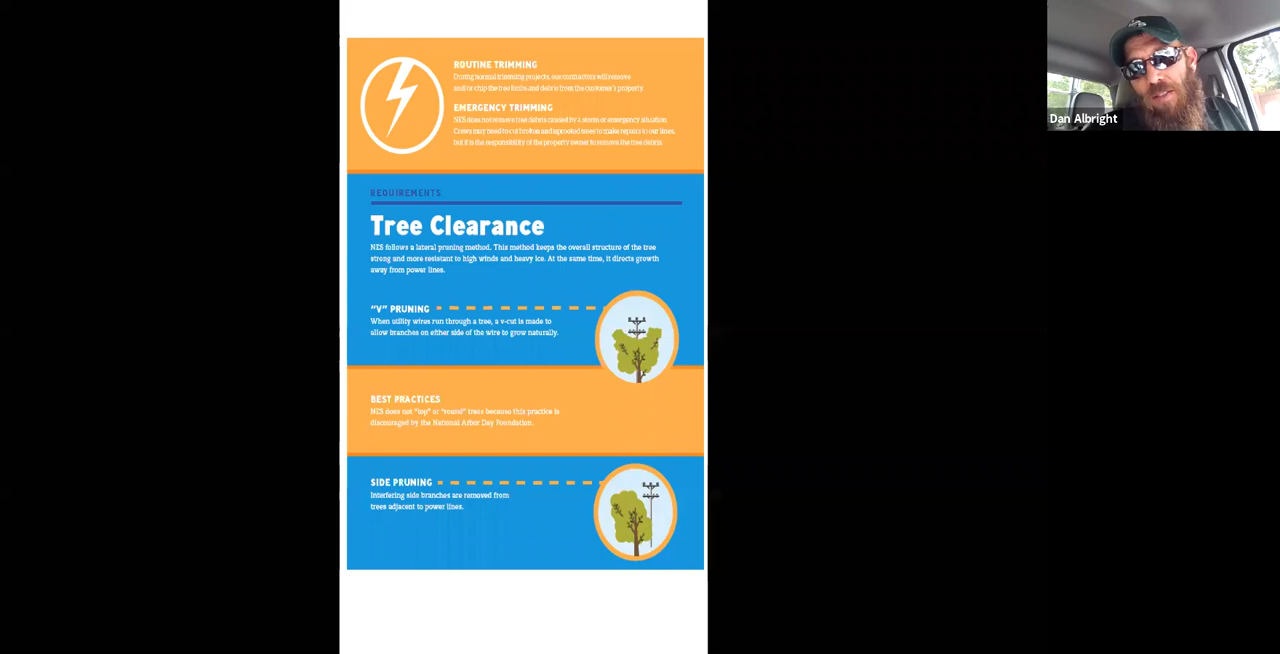 ROUTINE TRIMMING
During normal trimming projects, our contractors will remove
and/or chip the tree limbs and debris from the customer's property.
EMERGENCY TRIMMING
NES does not remove tree debris caused by a storm or emergency situation.
Crews may need to cut broken and uprooted trees to make repairs to our lines,
but it is the responsibility of the property owner to remove the tree debris.
REQUIREMENTS
Tree Clearance
NES follows a lateral pruning method. This method keeps the overall structure of the tree
strong and more resistant to high winds and heavy ice. At the same time, it directs growth
away from power lines.
“V” PRUNING
When utility wires run through a tree, a v-cut is made to
allow branches on either side of the wire to grow naturally.
BEST PRACTICES
NES does not “top” or “round” trees because this practice is
discouraged by the National Arbor Day Foundation.
SIDE PRUNING
Interfering side branches are removed from
trees adjacent to power lines.
Dan Albright